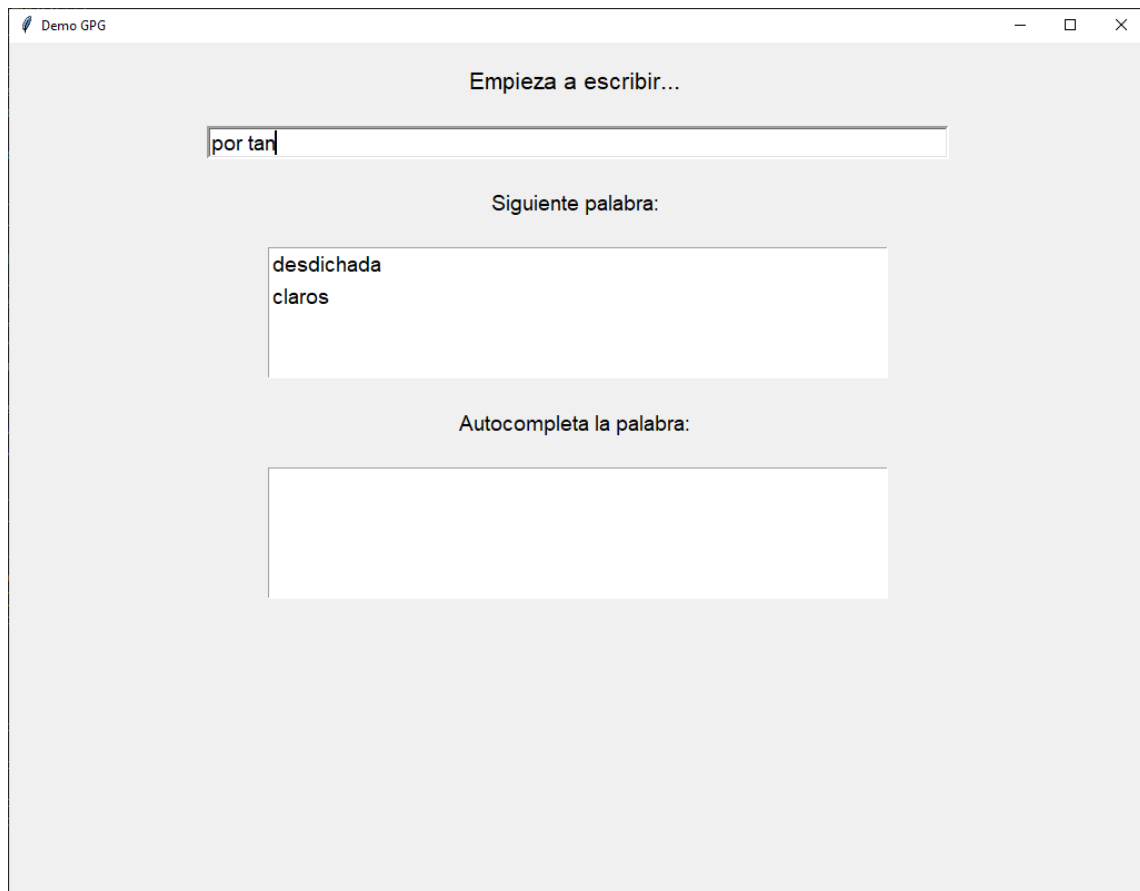 Demo GPG
Empieza a escribir...
por tan
Siguiente palabra:
desdichada
claros
Autocompleta la palabra: